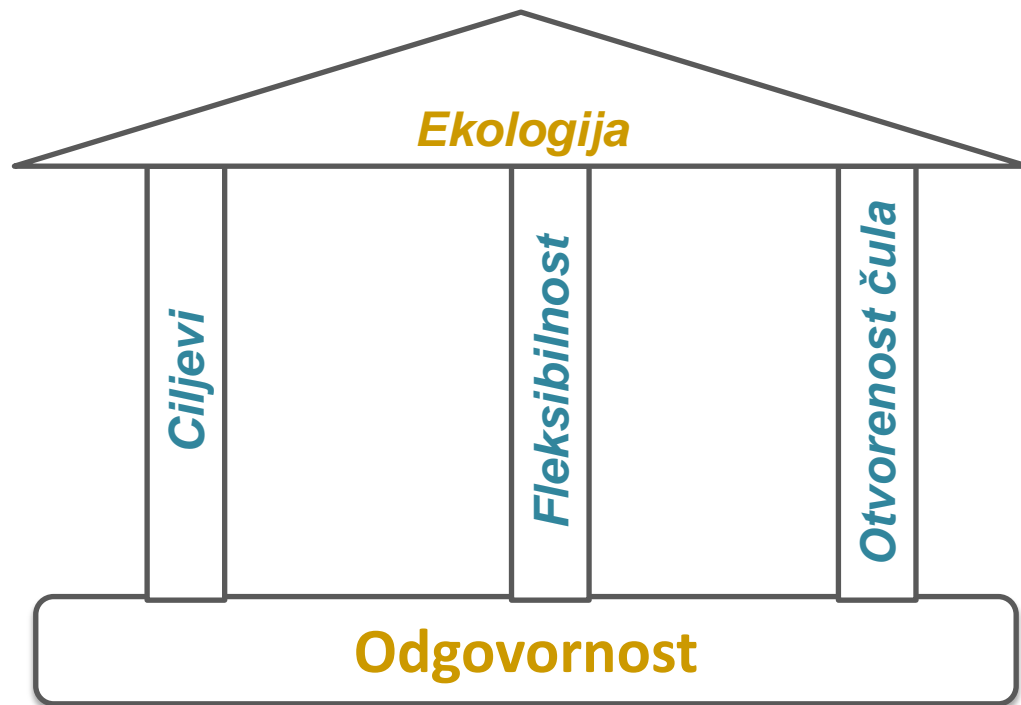 Ekologija
Ciljevi
Fleksibilnost
Otvorenost čula
Odgovornost